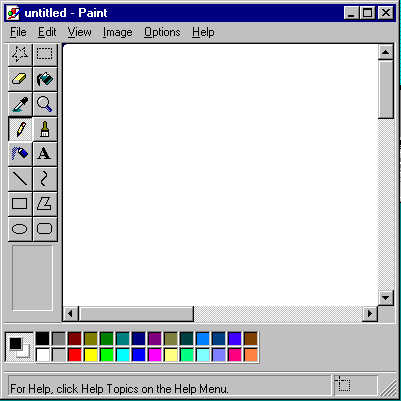 untitled - Paint
File Edit View Image Options Help
A
For Help, click Help Topics on the Help Menu.